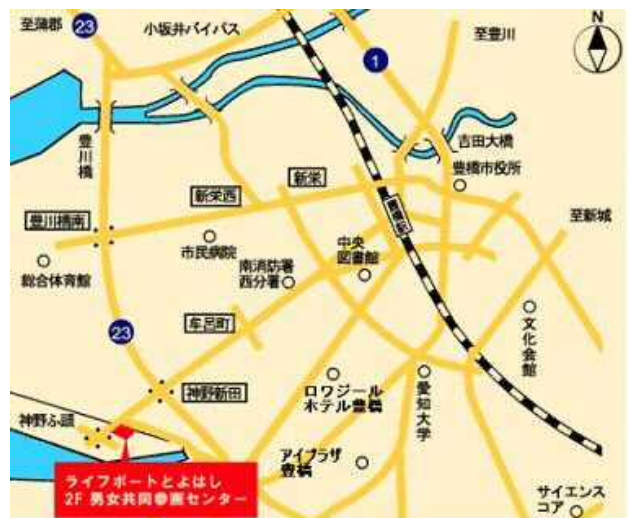 至蒲郡
23
小坂井バイパス
N
1
至豊川
豊川橋
吉田大橋
豊橋市役所
新栄
新栄西
豊川橋南
至新城
市民病院
中央
図書館
総合体育館
南消防署
西分署
牟呂町
23
文化会館
神野新田
ロワジール
ホテル豊橋
愛知大学
神野ふ頭
アイプラザ
豊橋
ライフポートとよはし
2F 男女共同参画センター
サイエンス
コア